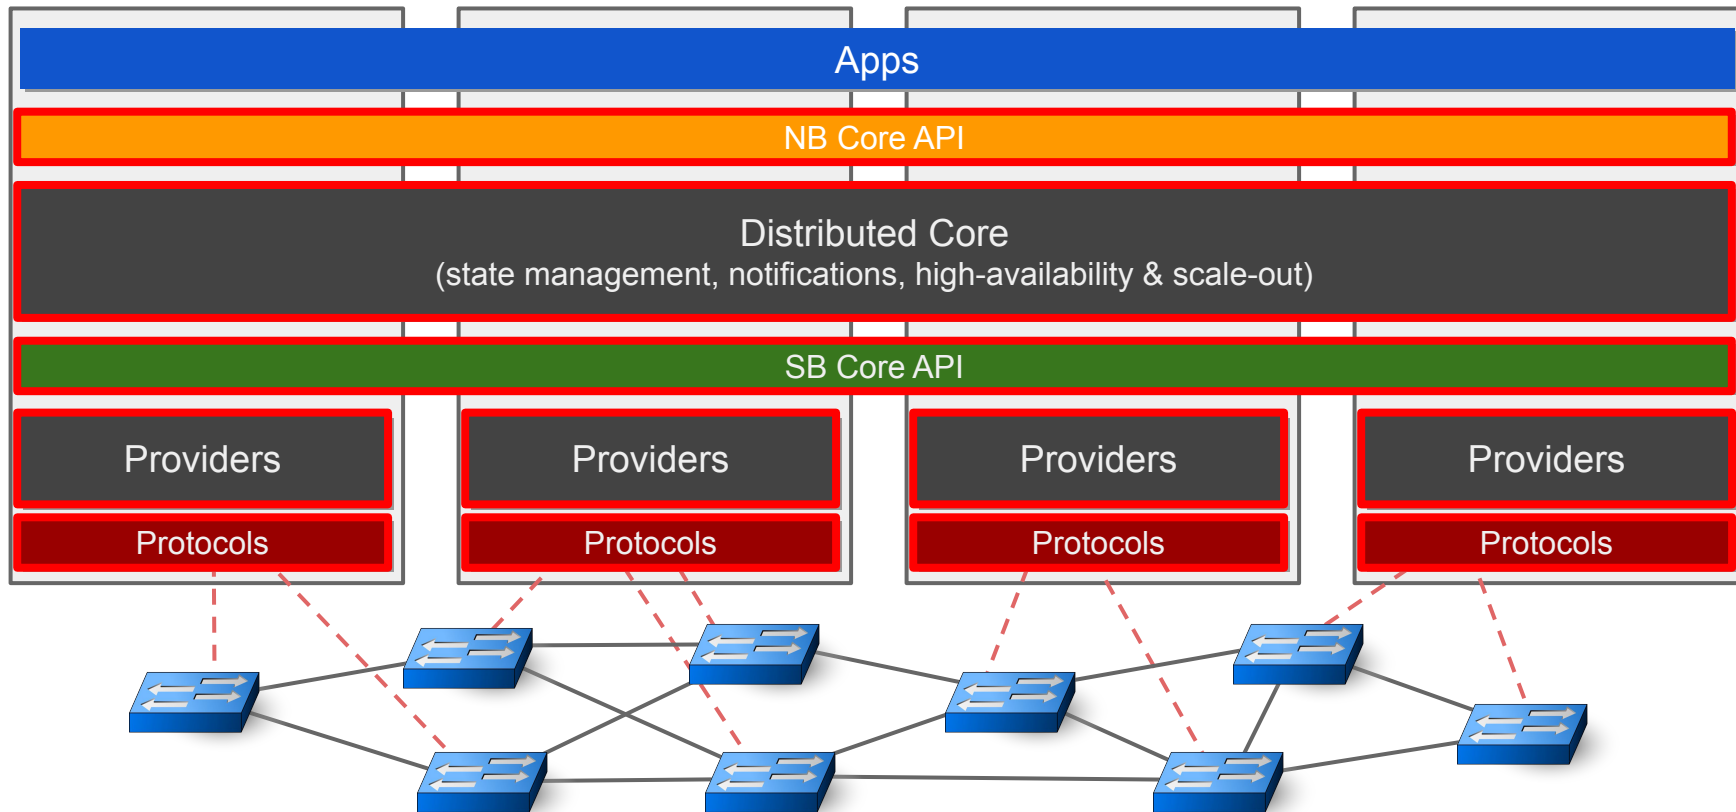 Apps
NB Core API
Distributed Core
(state management, notifications, high-availability & scale-out)
SB Core API
Providers
Providers
Providers
Providers
Protocols
Protocols
Protocols
Protocols